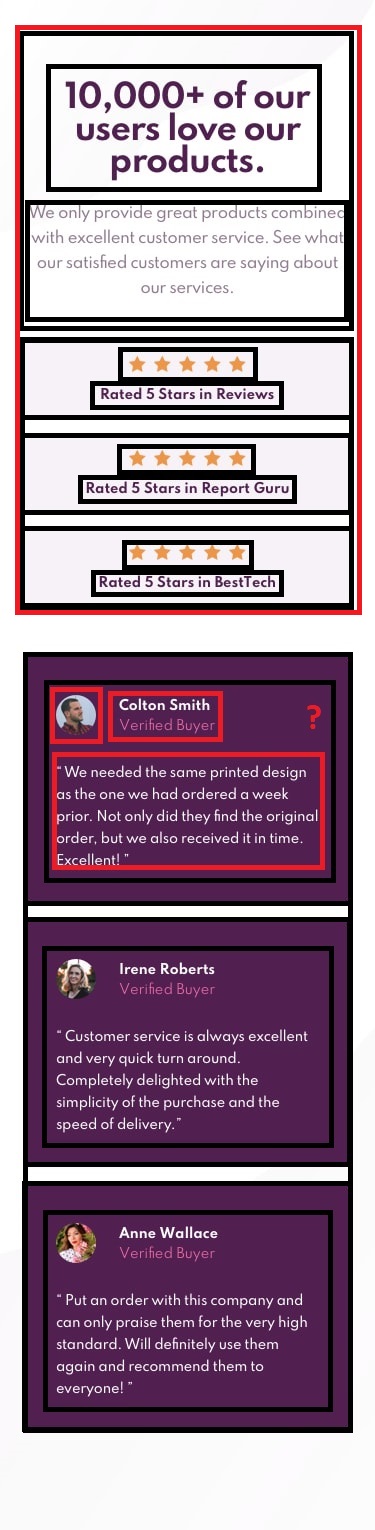 10,000+ of our
users love our
products.
We only provide great products combined
with excellent customer service. See what
our satisfied customers are saying about
our services.
Rated 5 Stars in Reviews
Rated 5 Stars in Report Guru
Rated 5 Stars in BestTech
Colton Smith
Verified Buyer
?
“ We needed the same printed design
as the one we had ordered a week
prior. Not only did they find the original
order, but we also received it in time.
Excellent! ”
Irene Roberts
Verified Buyer
“ Customer service is always excellent
and very quick turn around.
Completely delighted with the
simplicity of the purchase and the
speed of delivery.”
Anne Wallace
Verified Buyer
“ Put an order with this company and
can only praise them for the very high
standard. Will definitely use them
again and recommend them to
everyone! ”